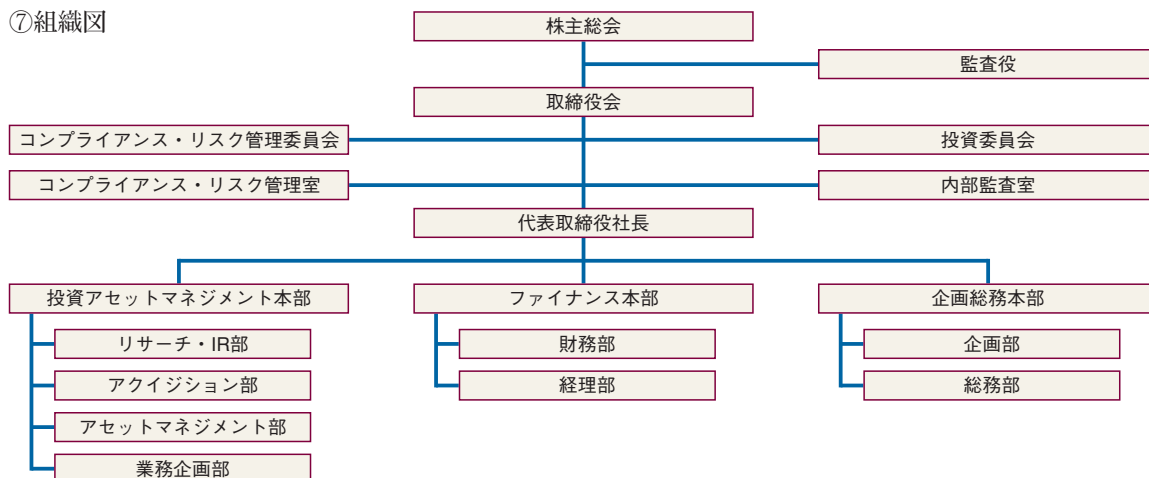 ⑦組織図
株主総会
監査役
取締役会
コンプライアンス・リスク管理委員会
投資委員会
コンプライアンス・リスク管理室
内部監査室
代表取締役社長
投資アセットマネジメント本部
ファイナンス本部
企画総務本部
リサーチ・IR部
財務部
企画部
アクイジション部
経理部
総務部
アセットマネジメント部
業務企画部